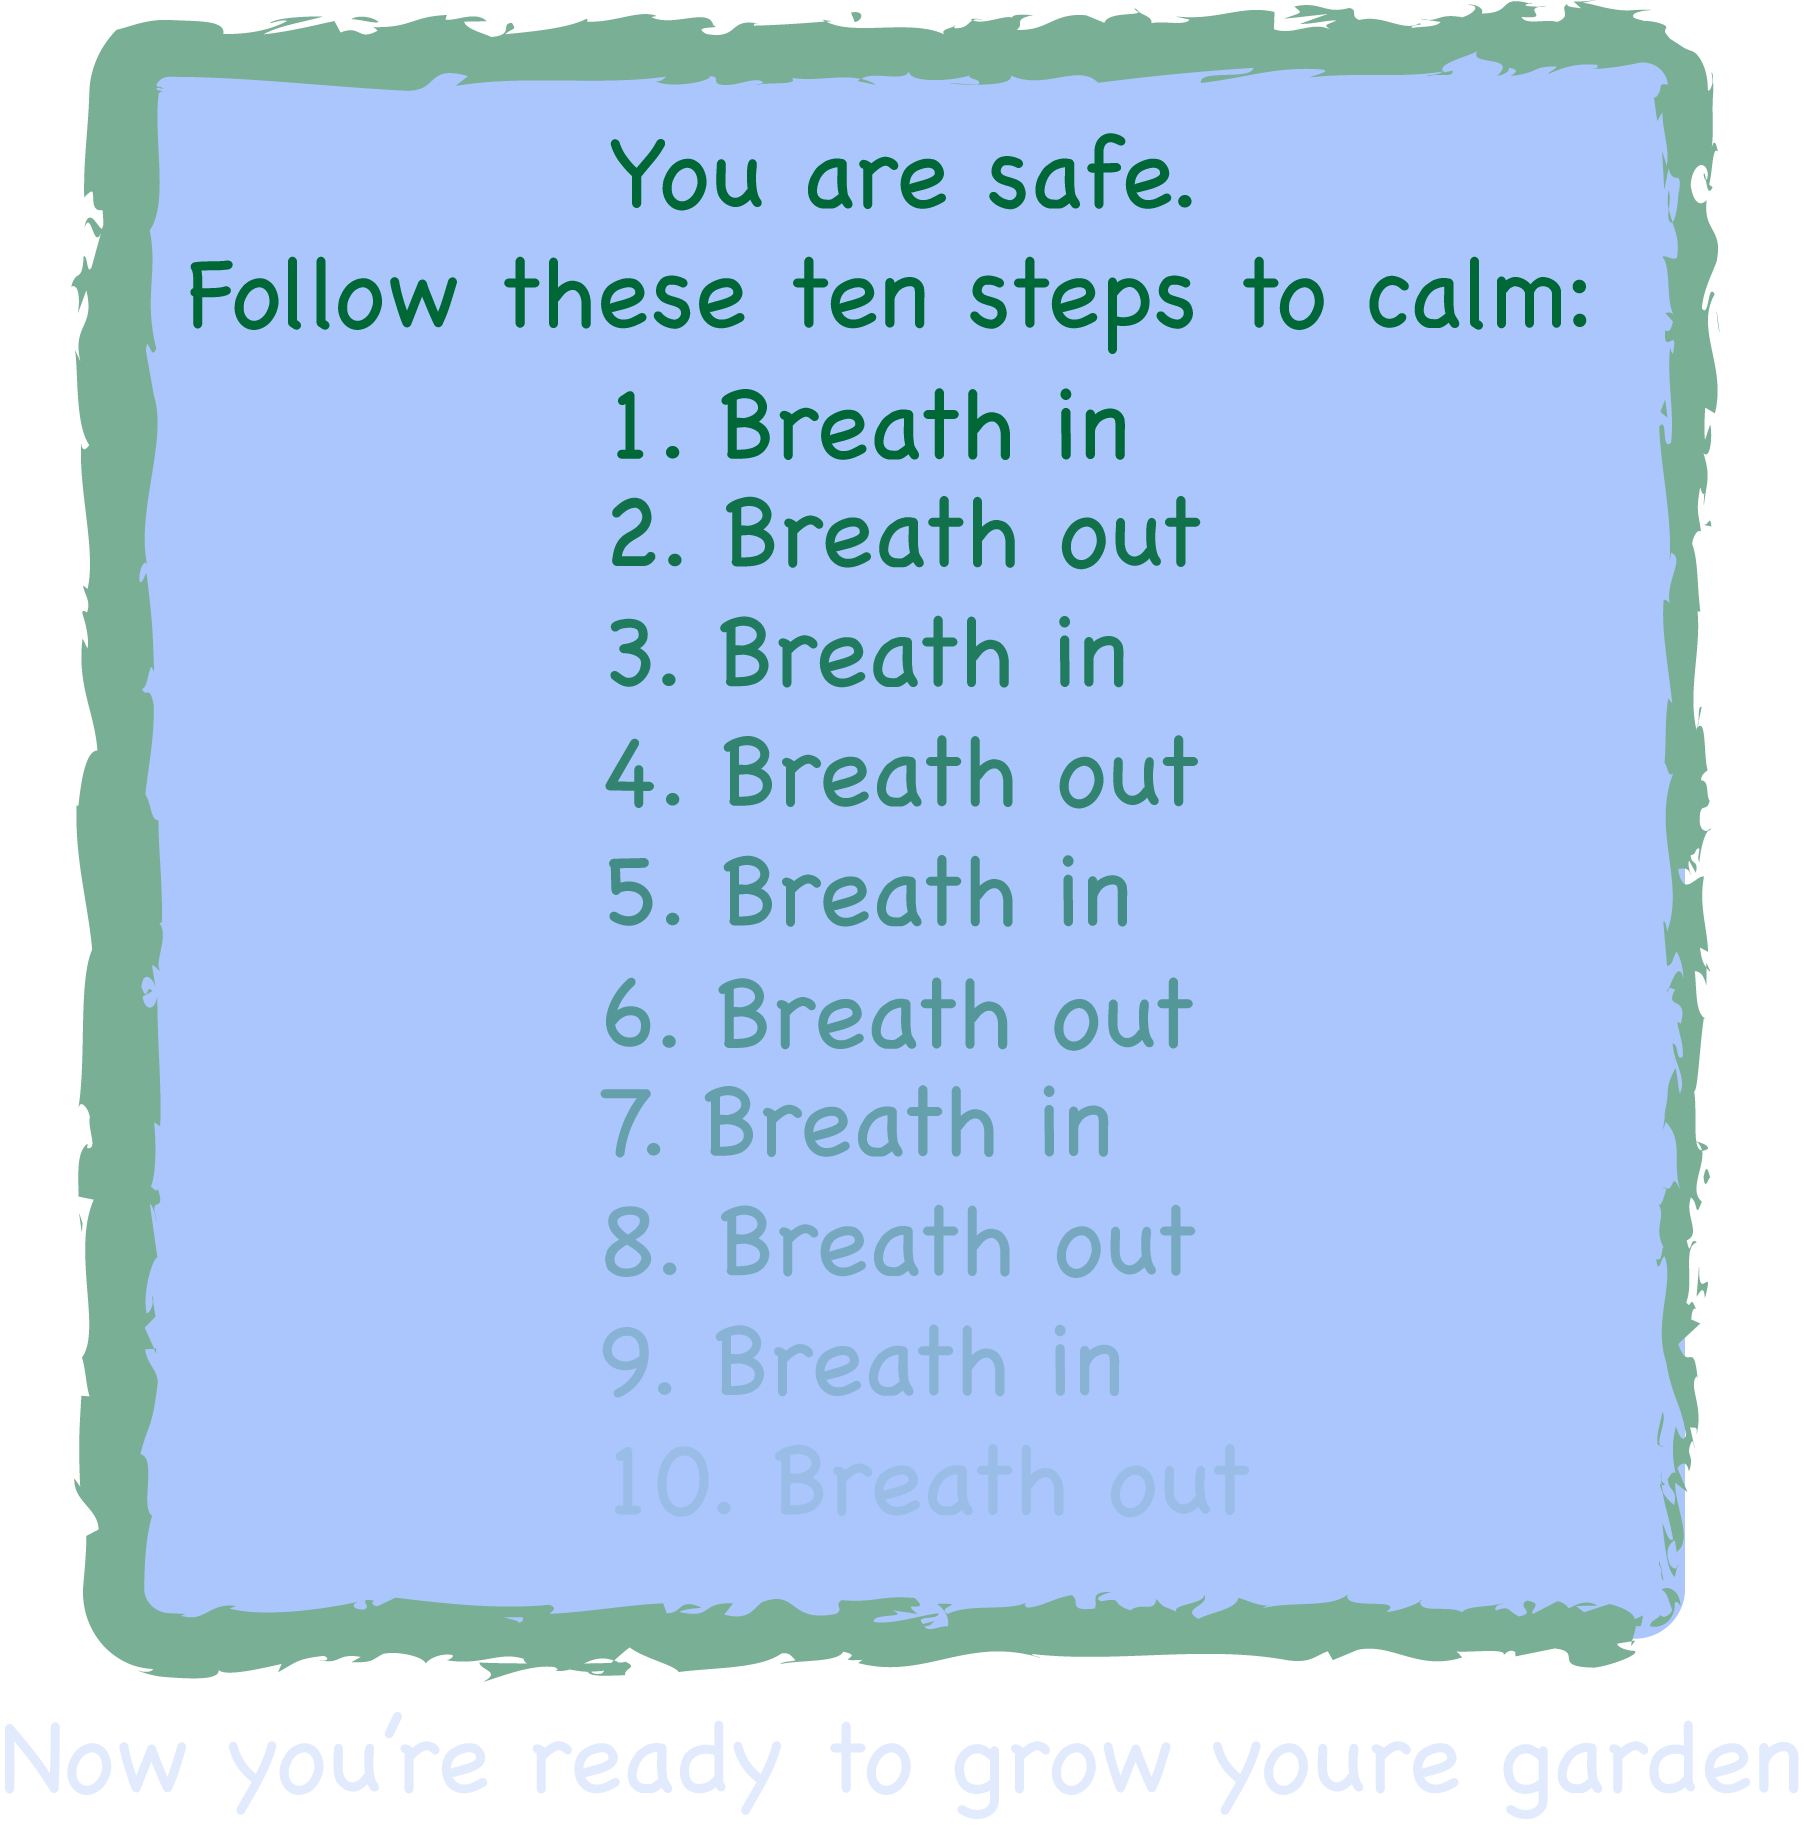 You are safe.
Follow these ten steps to calm:
1. Breath in
2. Breath out
3. Breath in
4. Breath out
5. Breath in
6. Breath out
7. Breath in
8. Breath out
9. Breath in
10. Breath out
Now you're ready to grow youre garden